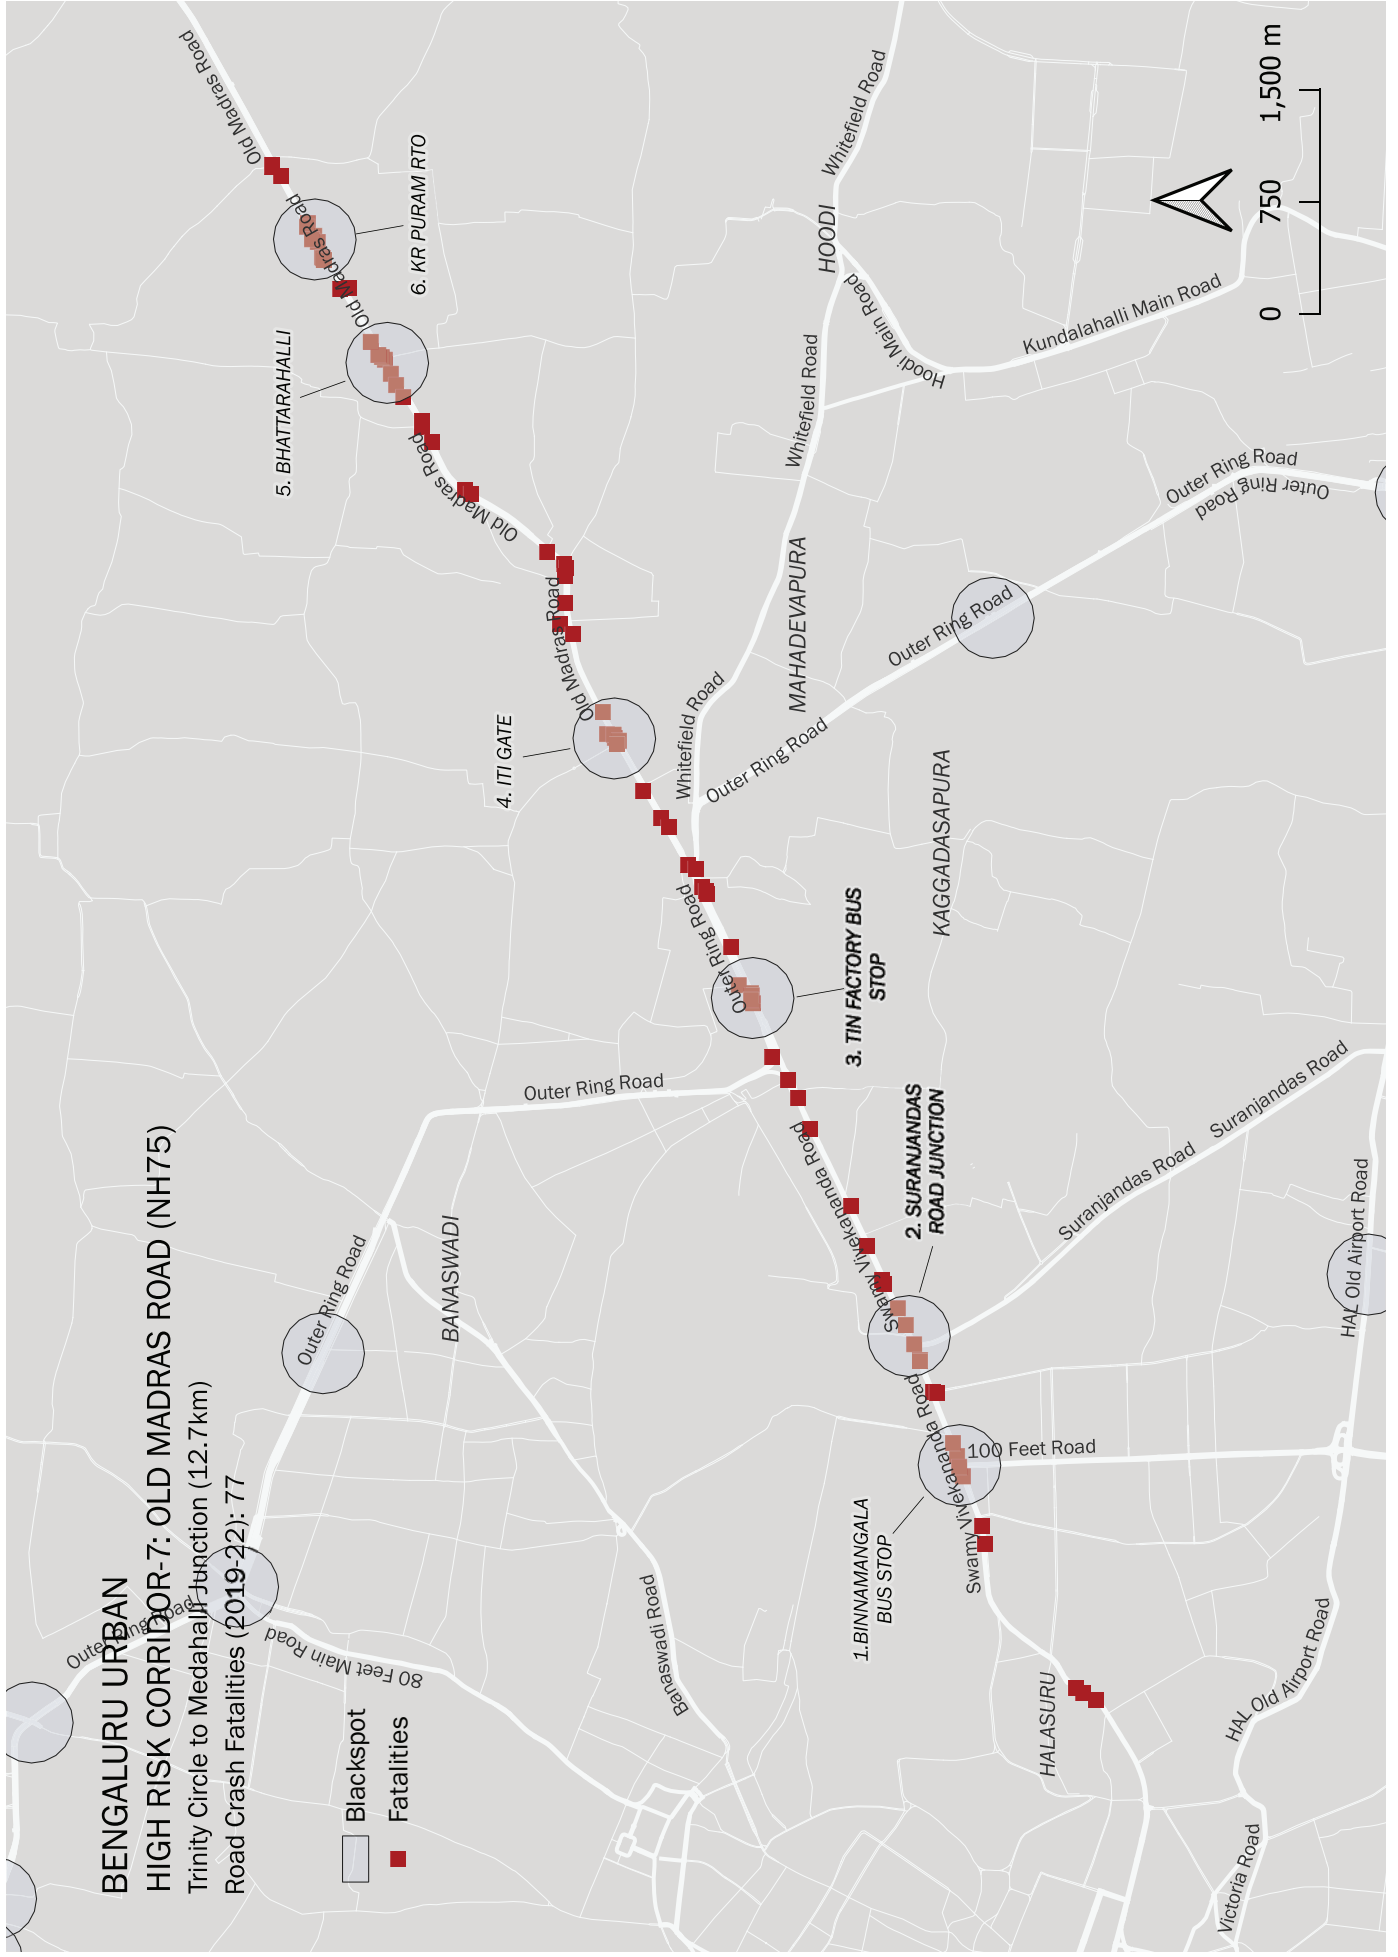 BENGALURU URBAN
HIGH RISK CORRIDOR-7: OLD MADRAS ROAD (NH75)
Trinity Circle to Medahalli Junction (12.7km)
Road Crash Fatalities (2019-22): 77
Blackspot
Fatalities
Outer Ring Road
80 Feet Main Road
Outer Ring Road
BANASWADI
Outer Ring Road
Banaswadi Road
1.BINNAMANGALA
BUS STOP
2. SURANJANDAS
ROAD JUNCTION
3. TIN FACTORY BUS
STOP
4. ITI GATE
5. BHATTARAHALLI
6. KR PURAM RTO
Swamy Vivekananda Road
Swamy Vivekananda Road
Outer Ring Road
Old Madras Road
Old Madras Road
Old Madras Road
Old Madras Road
Whitefield Road
Whitefield Road
Whitefield Road
HOODI
Hoodi Main Road
Kundalahalli Main Road
MAHADEVAPURA
Outer Ring Road
Outer Ring Road
Outer Ring Road
Outer Ring Road
KAGGADASAPURA
Suranjandas Road
Suranjandas Road
100 Feet Road
HAL Old Airport Road
HAL Old Airport Road
HALASURU
Victoria Road
0
750
1,500 m